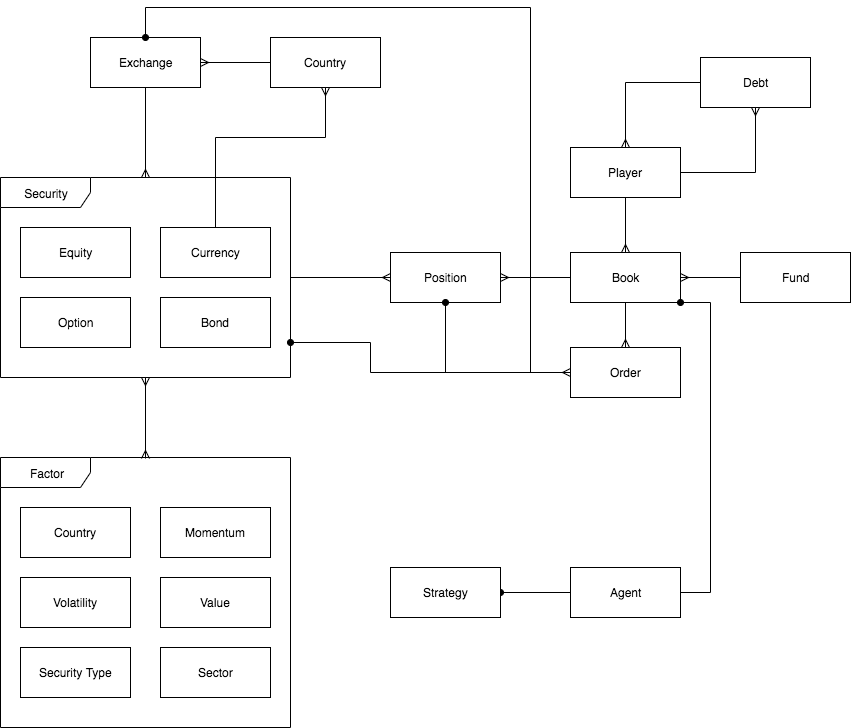 Exchange
Country
Debt
Player
Security
Equity
Currency
Position
Book
Fund
Option
Bond
Order
Factor
Country
Momentum
Volatility
Value
Strategy
Agent
Security Type
Sector